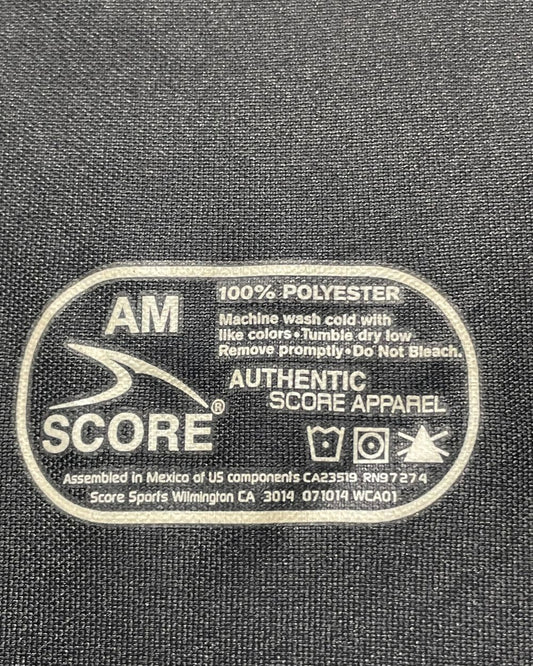 AM
SCORE®
100% POLYESTER
Machine wash cold with
like colors•Tumble dry low
Remove promptly•Do Not Bleach.
AUTHENTIC
SCORE APPAREL
Assembled in Mexico of US components CA23519 RN97274
Score Sports Wilmington CA 3014 071014 WCA01